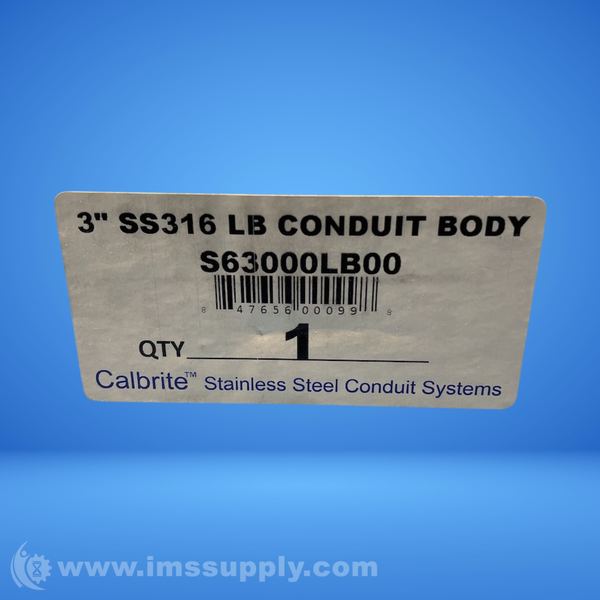 3" SS316 LB CONDUIT BODY
S63000LB00
8 47656 00099 8
QTY 1
Calbrite™ Stainless Steel Conduit Systems
www.imssupply.com